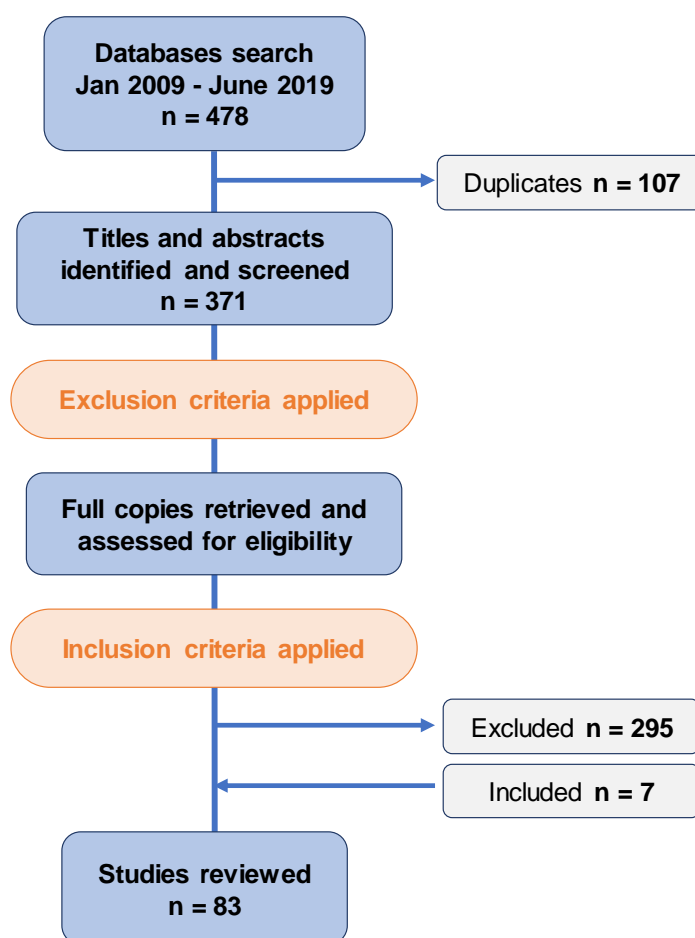 Databases search
Jan 2009 - June 2019
n = 478
Duplicates n = 107
Titles and abstracts
identified and screened
n = 371
Exclusion criteria applied
Full copies retrieved and
assessed for eligibility
Inclusion criteria applied
Excluded n = 295
Included n = 7
Studies reviewed
n = 83